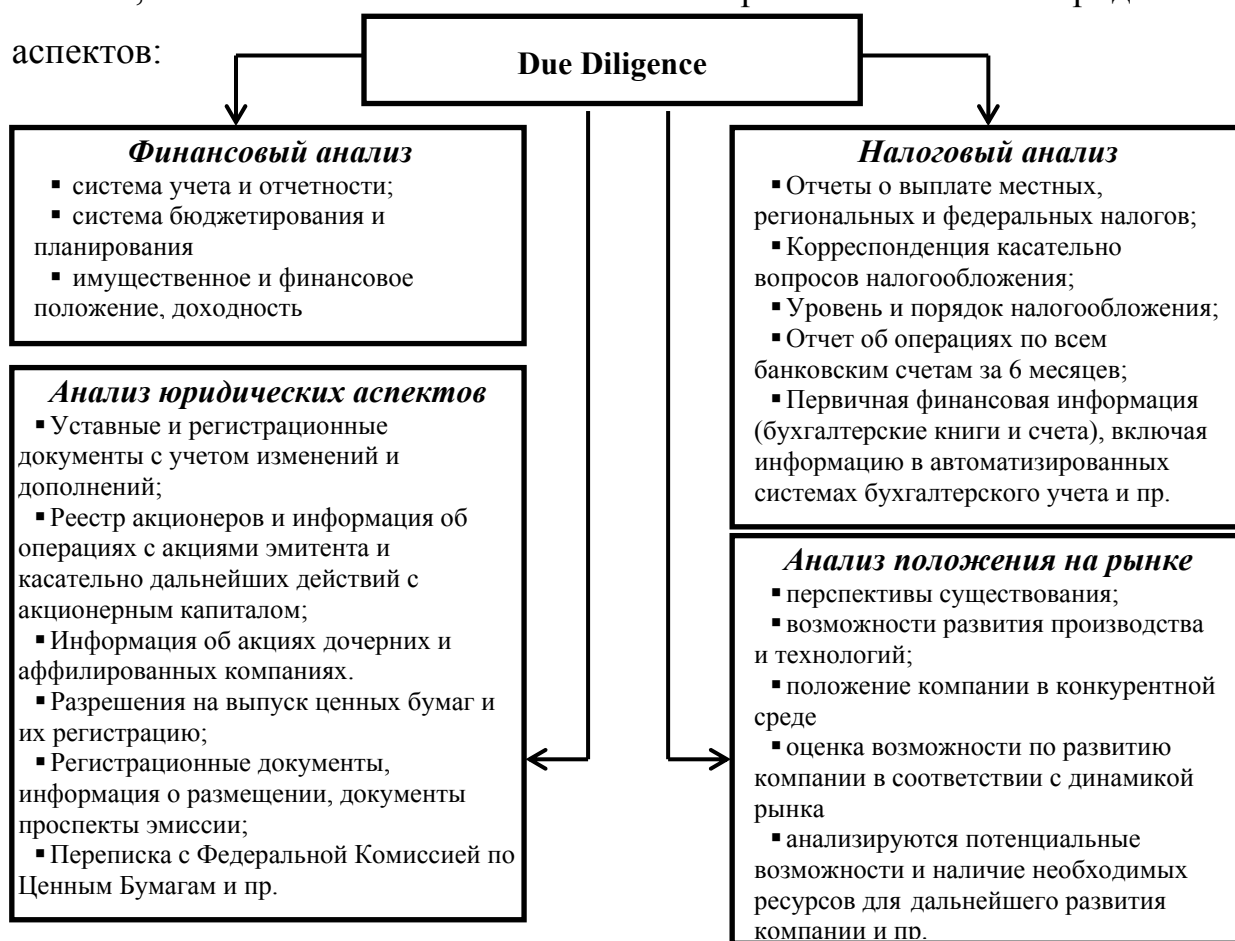 аспектов:
Due Diligence
Финансовый анализ
▪ система учета и отчетности;
▪ система бюджетирования и
планирования
▪ имущественное и финансовое
положение, доходность
Анализ юридических аспектов
▪ Уставные и регистрационные
документы с учетом изменений и
дополнений;
▪ Реестр акционеров и информация об
операциях с акциями эмитента и
касательно дальнейших действий с
акционерным капиталом;
▪ Информация об акциях дочерних и
аффилированных компаниях.
▪ Разрешения на выпуск ценных бумаг и
их регистрацию;
▪ Регистрационные документы,
информация о размещении, документы
проспекты эмиссии;
▪ Переписка с Федеральной Комиссией по
Ценным Бумагам и пр.
Налоговый анализ
▪ Отчеты о выплате местных,
региональных и федеральных налогов;
▪ Корреспонденция касательно
вопросов налогообложения;
▪ Уровень и порядок налогообложения;
▪ Отчет об операциях по всем
банковским счетам за 6 месяцев;
▪ Первичная финансовая информация
(бухгалтерские книги и счета), включая
информацию в автоматизированных
системах бухгалтерского учета и пр.
Анализ положения на рынке
▪ перспективы существования;
▪ возможности развития производства
и технологий;
▪ положение компании в конкурентной
среде
▪ оценка возможности по развитию
компании в соответствии с динамикой
рынка
▪ анализируются потенциальные
возможности и наличие необходимых
ресурсов для дальнейшего развития
компании и пр.